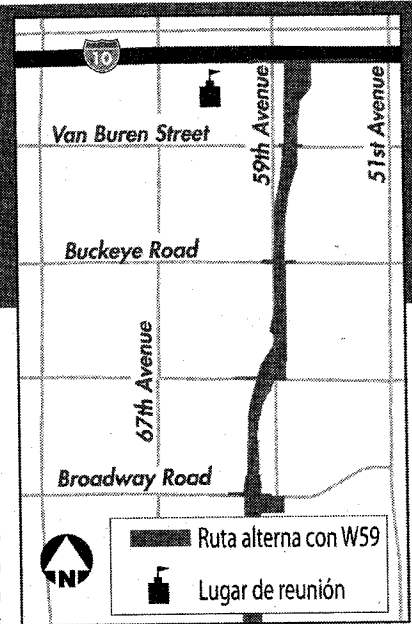 10
59th Avenue
51st Avenue
Van Buren Street
Buckeye Road
67th Avenue
Broadway Road
N
Ruta alterna con W59
Lugar de reunión